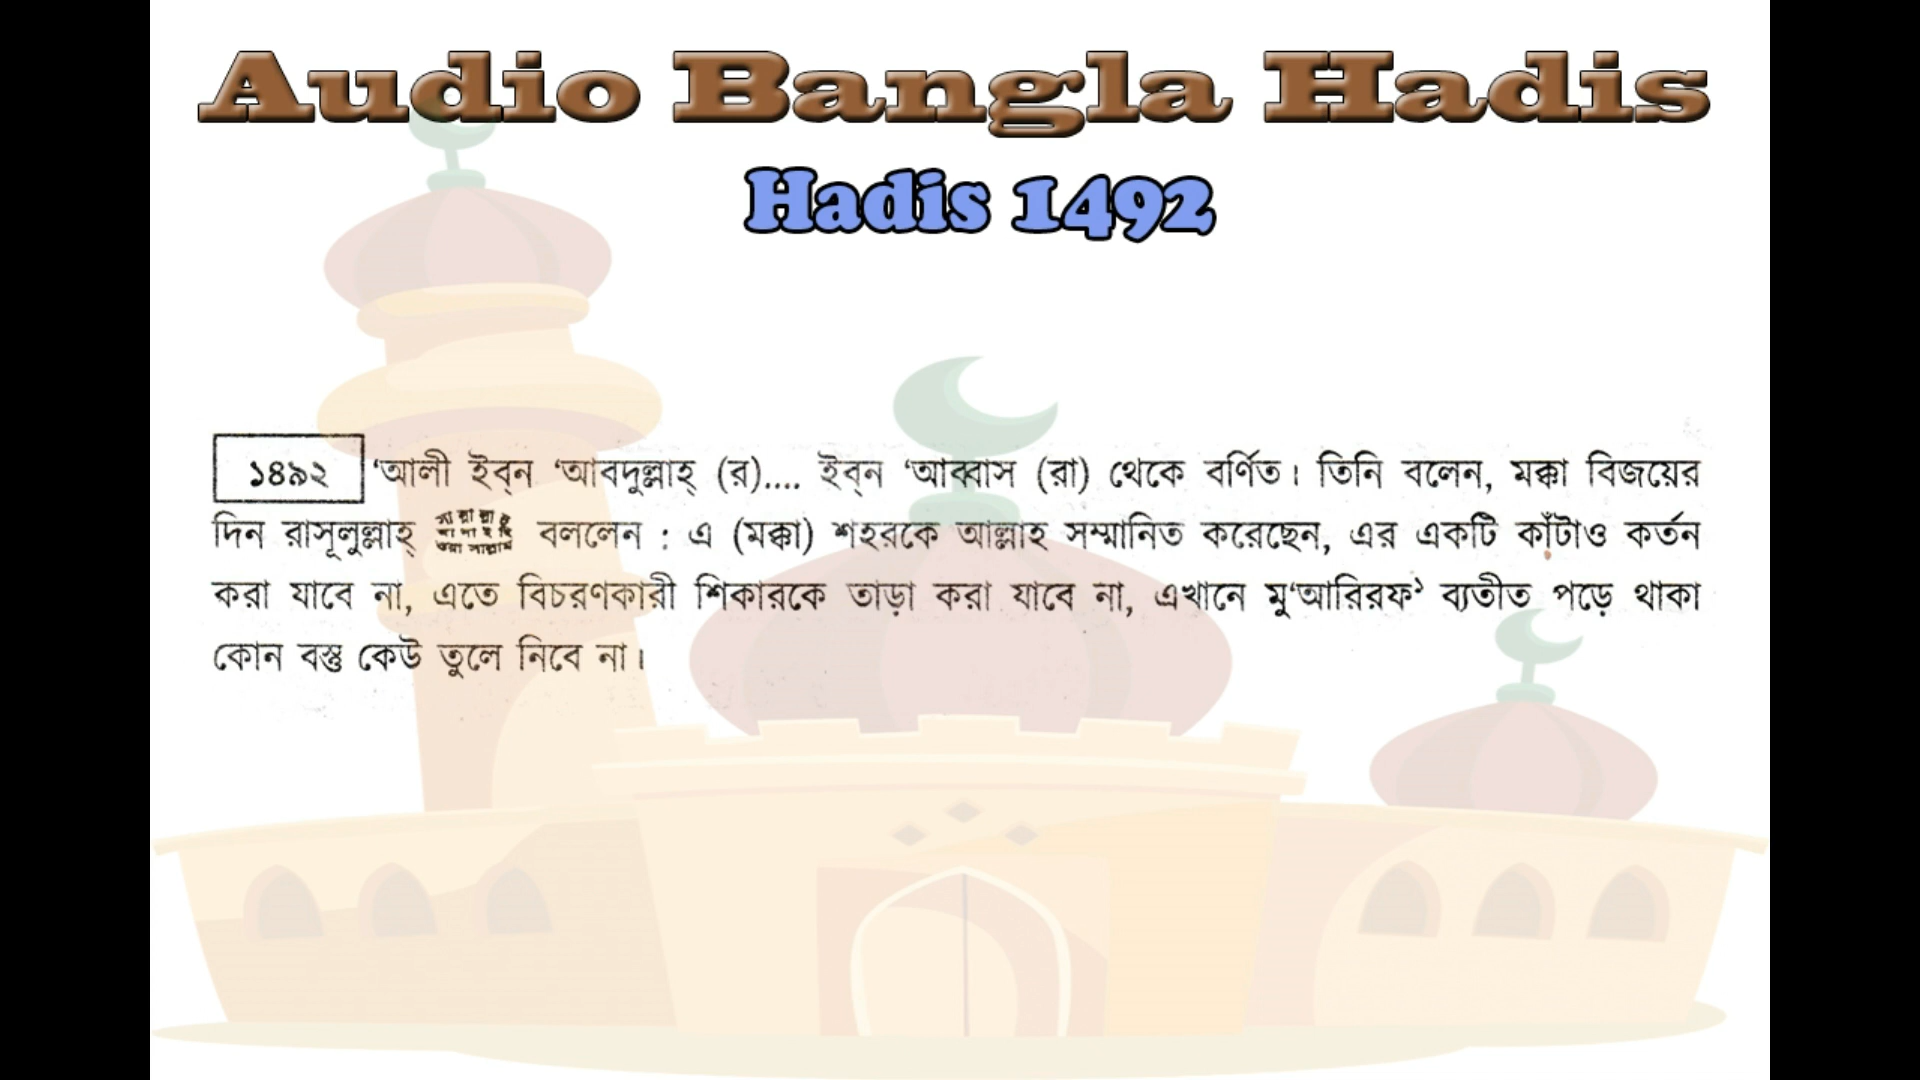 Audio Bangla Hadis
Hadis 1492
১৪৯২ ‘আলী ইব্‌ন ‘আবদুল্লাহ্ (র).... ইব্‌ন ‘আব্বাস (রা) থেকে বর্ণিত। তিনি বলেন, মক্কা বিজয়ের
দিন রাসূলুল্লাহ্ বললেন : এ (মক্কা) শহরকে আল্লাহ সম্মানিত করেছেন, এর একটি কাঁটাও কর্তন
করা যাবে না, এতে বিচরণকারী শিকারকে তাড়া করা যাবে না, এখানে মু‘আরিরফ১ ব্যতীত পড়ে থাকা
কোন বস্তু কেউ তুলে নিবে না।